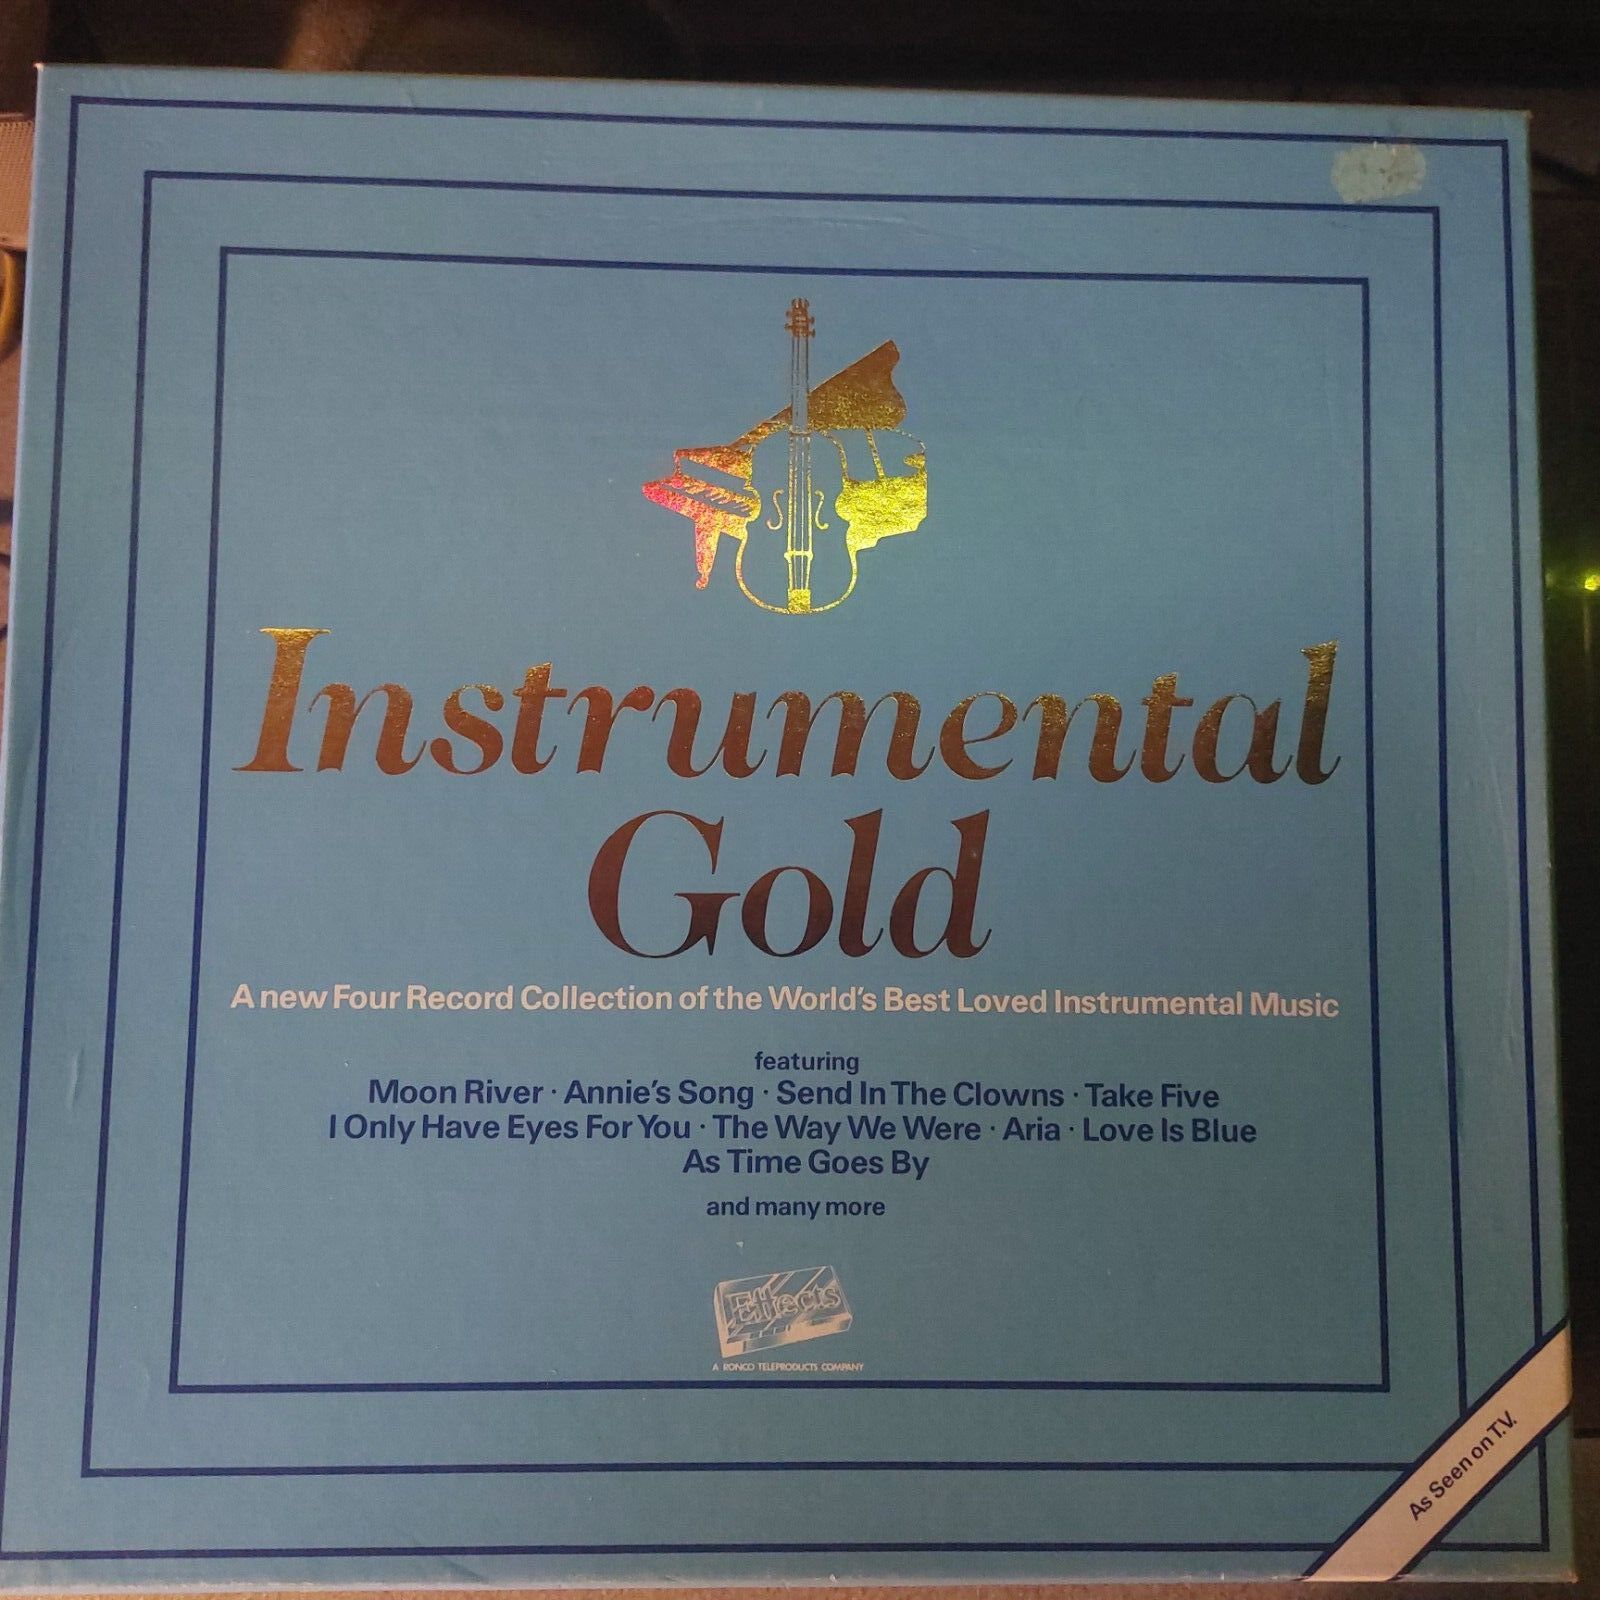 Instrumental
Gold
A new Four Record Collection of the World's Best Loved Instrumental Music
featuring
Moon River · Annie's Song · Send In The Clowns · Take Five
I Only Have Eyes For You · The Way We Were · Aria · Love Is Blue
As Time Goes By
and many more
Effects
A RONCO TELEPRODUCTS COMPANY
As Seen on T.V.